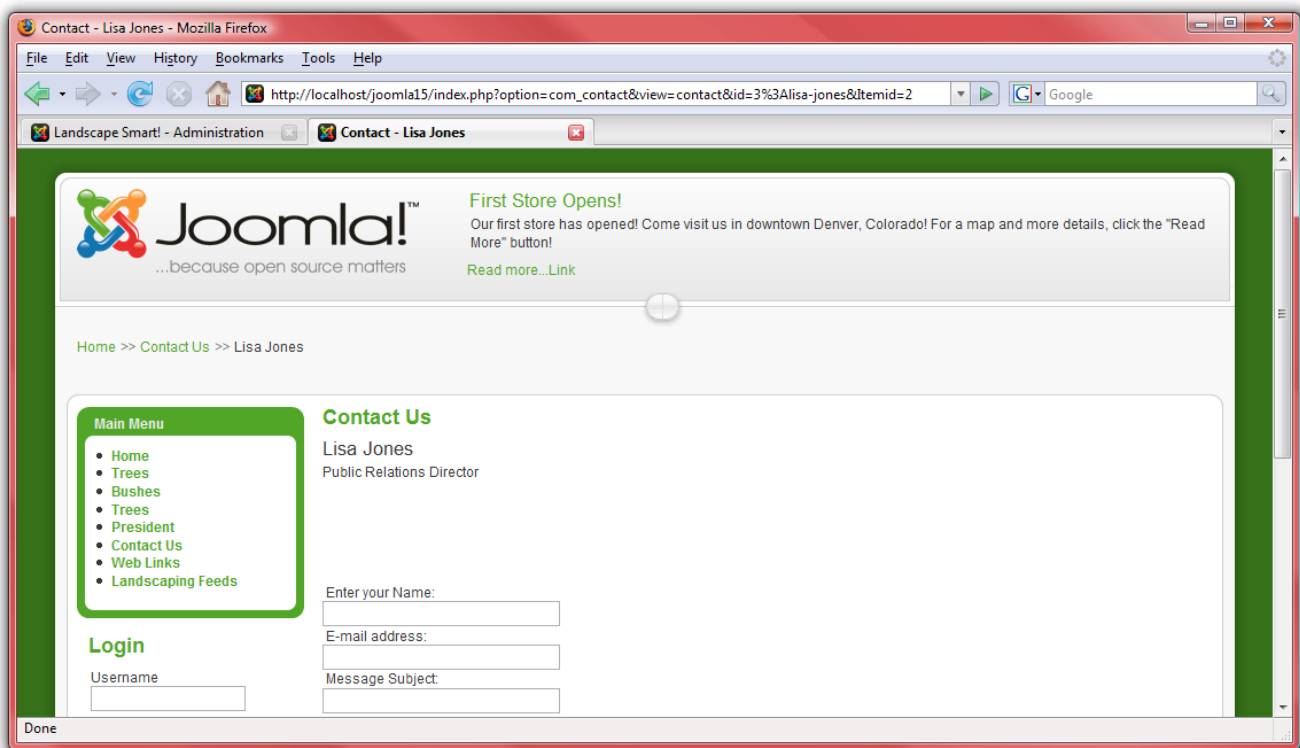 Contact - Lisa Jones - Mozilla Firefox
File Edit View History Bookmarks Tools Help
http://localhost/joomla15/index.php?option=com_contact&view=contact&id=3%3Alisa-jones&Itemid=2
G Google
Landscape Smart! - Administration
Contact - Lisa Jones
Joomla!™
...because open source matters
First Store Opens!
Our first store has opened! Come visit us in downtown Denver, Colorado! For a map and more details, click the "Read
More" button!
Read more...Link
Home >> Contact Us >> Lisa Jones
Main Menu
Home
Trees
Bushes
Trees
President
Contact Us
Web Links
Landscaping Feeds
Login
Username
Contact Us
Lisa Jones
Public Relations Director
Enter your Name:
E-mail address:
Message Subject:
Done